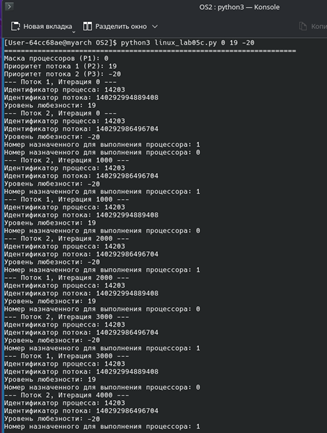 OS2 : python3 — Konsole
Новая вкладка
Разделить окно
Копиро
[User-64cc68ae@myarch OS2]$ python3 linux_lab05c.py 0 19 -20
======================================================================
Маска процессоров (P1): 0
Приоритет потока 1 (P2): 19
Приоритет потока 2 (P3): -20
--- Поток 1, Итерация 0 ---
Идентификатор процесса: 14203
Идентификатор потока: 140292994889408
Уровень любезности: 19
--- Поток 2, Итерация 0 ---
Идентификатор процесса: 14203
Идентификатор потока: 140292986496704
Уровень любезности: -20
Номер назначенного для выполнения процессора: 1
Номер назначенного для выполнения процессора: 0
--- Поток 2, Итерация 1000 ---
Идентификатор процесса: 14203
Идентификатор потока: 140292986496704
Уровень любезности: -20
Номер назначенного для выполнения процессора: 1
--- Поток 1, Итерация 1000 ---
Идентификатор процесса: 14203
Идентификатор потока: 140292994889408
Уровень любезности: 19
Номер назначенного для выполнения процессора: 0
--- Поток 2, Итерация 2000 ---
Идентификатор процесса: 14203
Идентификатор потока: 140292986496704
Уровень любезности: -20
Номер назначенного для выполнения процессора: 1
--- Поток 1, Итерация 2000 ---
Идентификатор процесса: 14203
Идентификатор потока: 140292994889408
Уровень любезности: 19
Номер назначенного для выполнения процессора: 0
--- Поток 2, Итерация 3000 ---
Идентификатор процесса: 14203
Идентификатор потока: 140292986496704
Уровень любезности: -20
Номер назначенного для выполнения процессора: 1
--- Поток 1, Итерация 3000 ---
Идентификатор процесса: 14203
Идентификатор потока: 140292994889408
Уровень любезности: 19
Номер назначенного для выполнения процессора: 0
--- Поток 2, Итерация 4000 ---
Идентификатор процесса: 14203
Идентификатор потока: 140292986496704
Уровень любезности: -20
Номер назначенного для выполнения процессора: 1